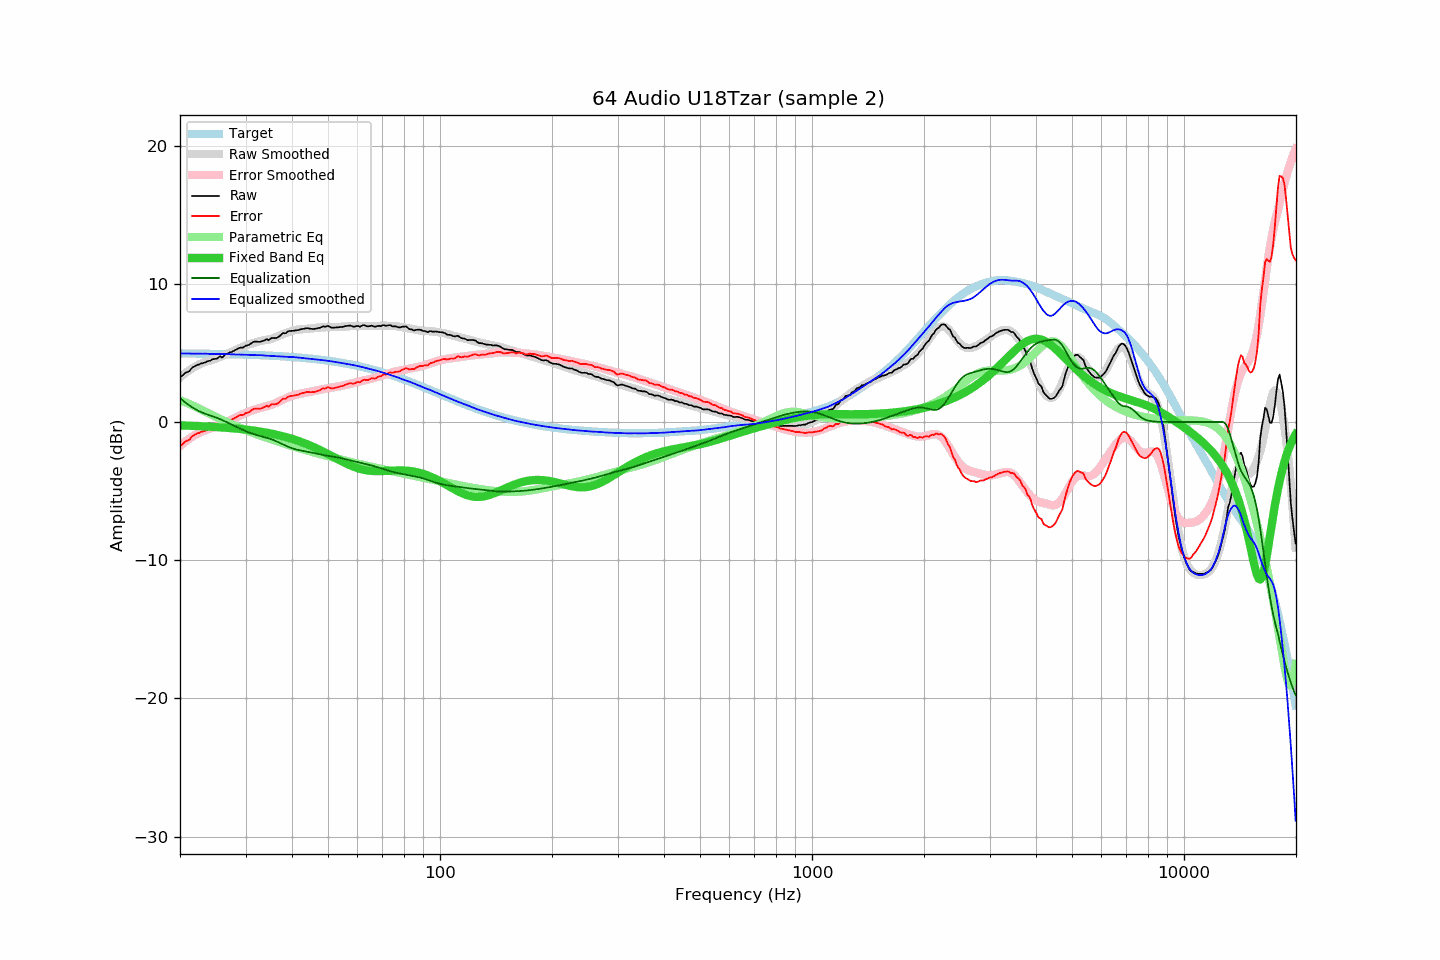 64 Audio U18Tzar (sample 2)
Target
Raw Smoothed
Error Smoothed
Raw
Error
Parametric Eq
Fixed Band Eq
Equalization
Equalized smoothed
20
10
0
−10
−20
−30
Amplitude (dBr)
100
1000
10000
Frequency (Hz)